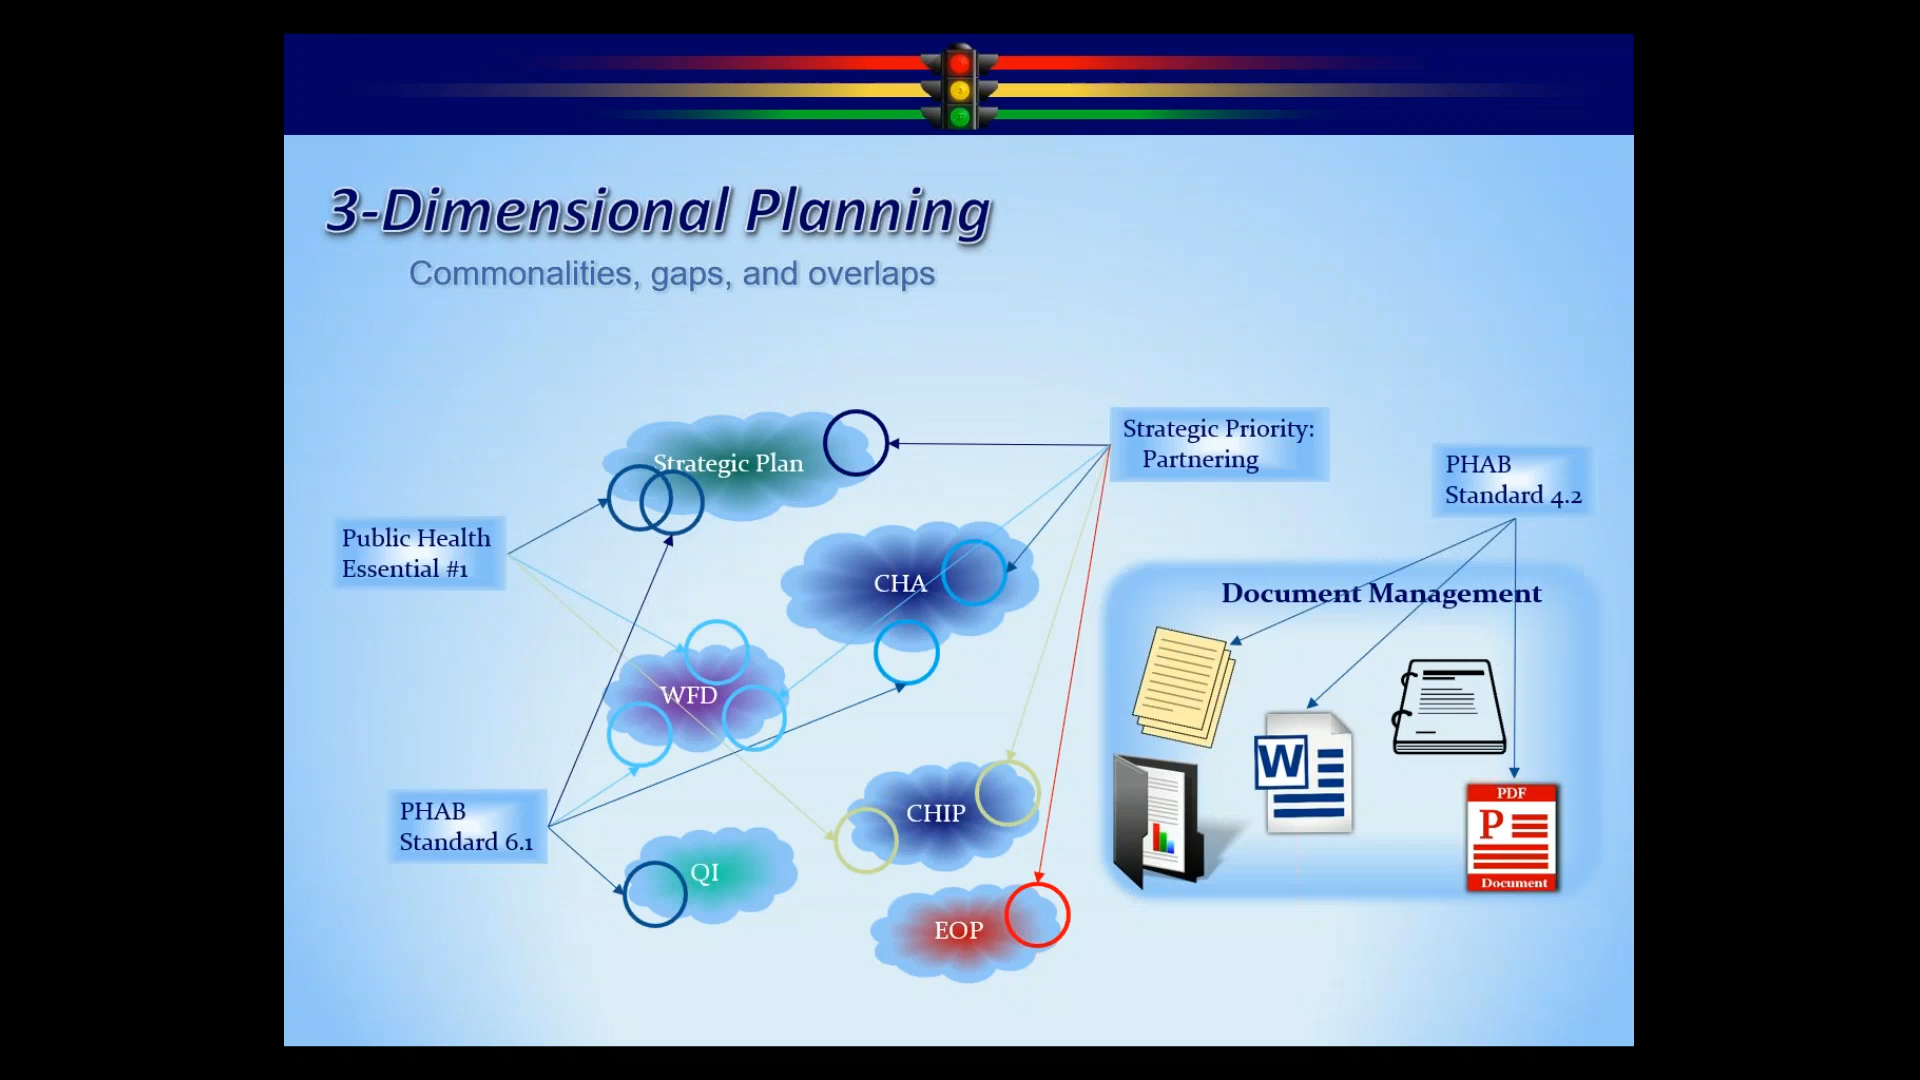 3-Dimensional Planning
Commonalities, gaps, and overlaps
Strategic Plan
Strategic Priority:
Partnering
PHAB
Standard 4.2
Public Health
Essential #1
CHA
Document Management
WFD
W
CHIP
PHAB
Standard 6.1
QI
EOP
PDF
P
Document